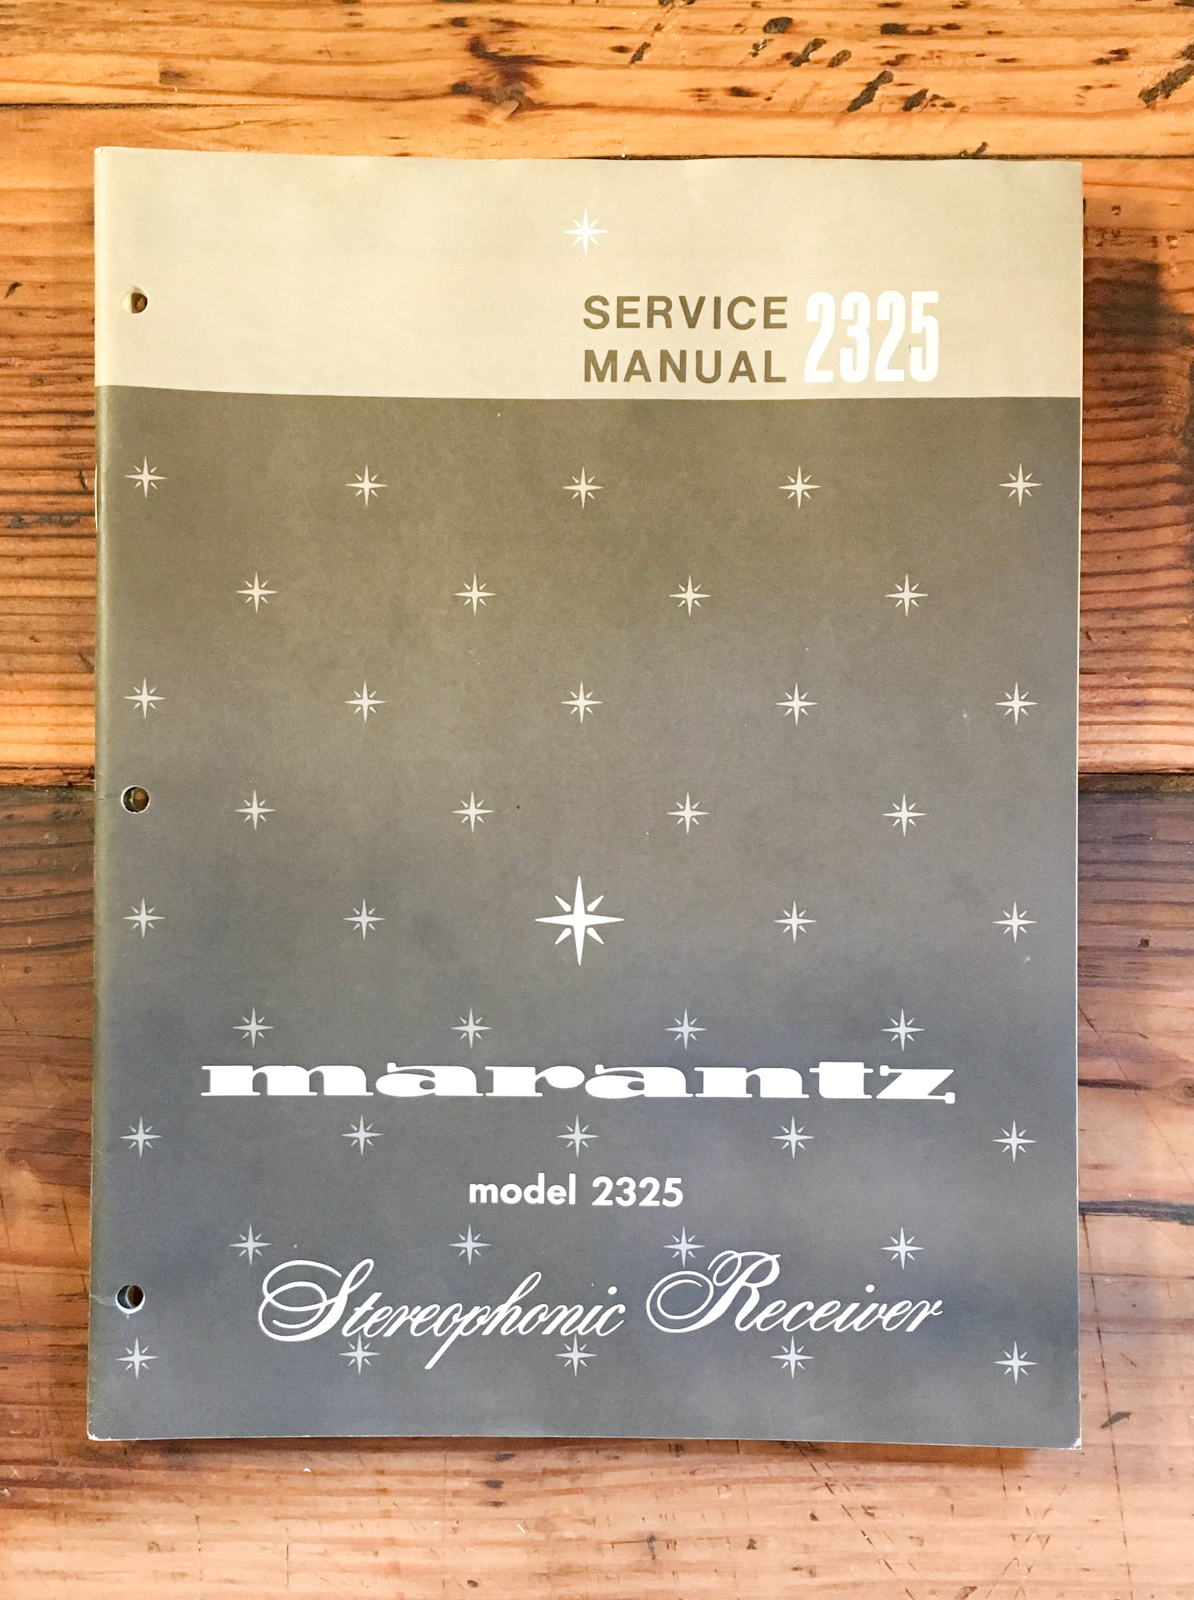 SERVICE
MANUAL 2325
marantz
model 2325
Stereophonic Receiver